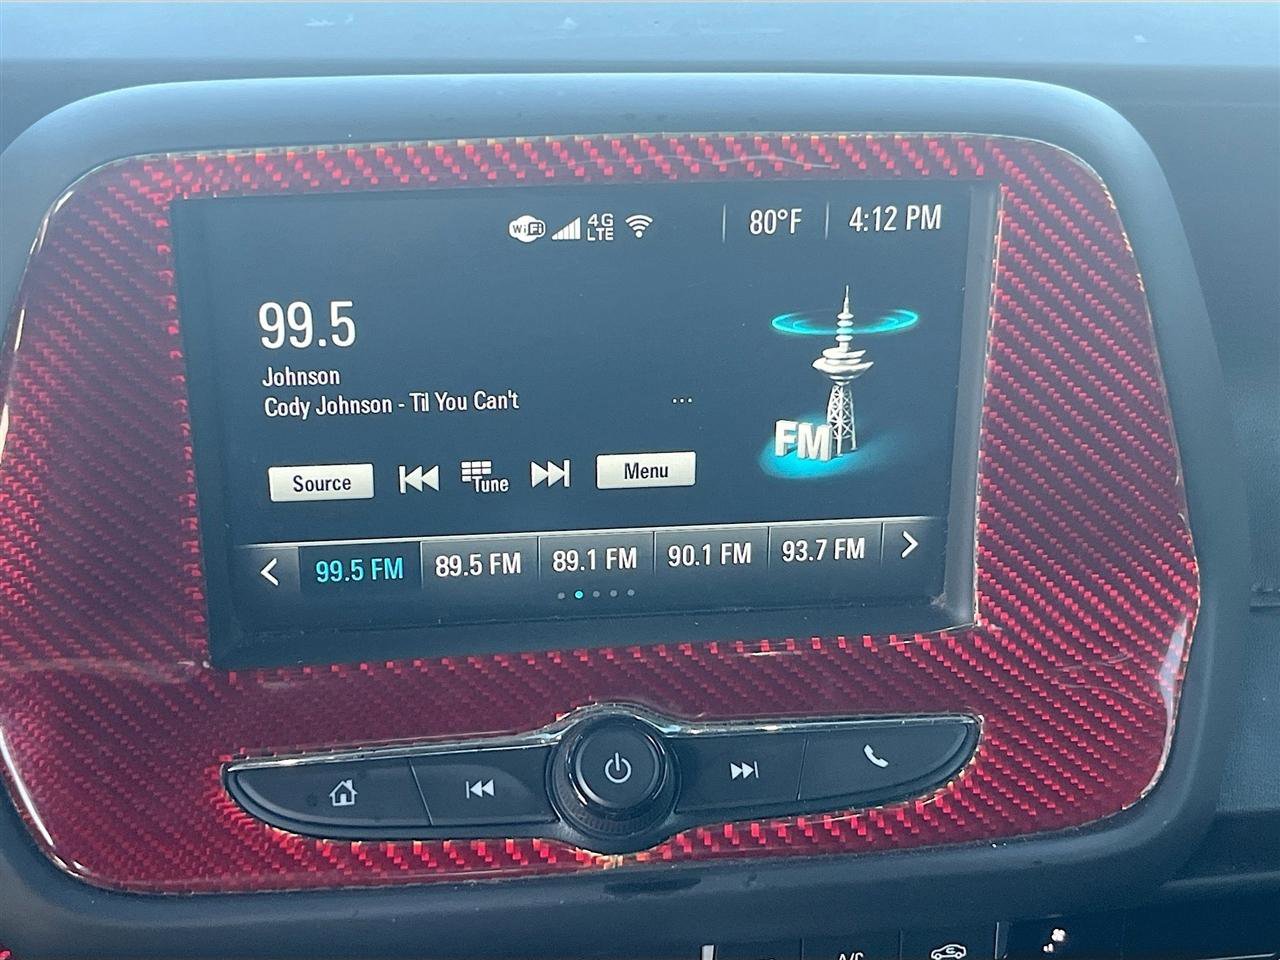 WiFi 4G LTE 80°F 4:12 PM
99.5
Johnson
Cody Johnson - Til You Can't ...
FM
Source Tune Menu
< 99.5 FM 89.5 FM 89.1 FM 90.1 FM 93.7 FM >
A/C